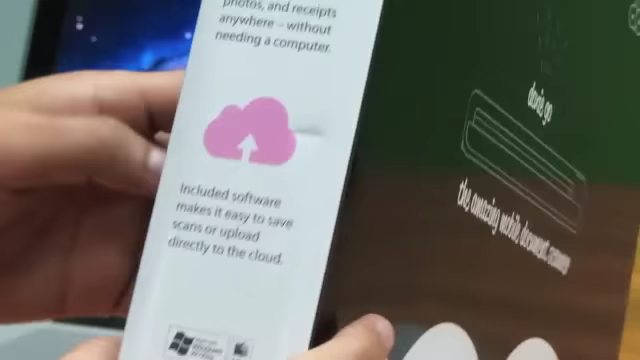 photos, and receipts
anywhere – without
needing a computer.
Included software
makes it easy to save
scans or upload
directly to the cloud.
doxie go
the amazing mobile document scanner